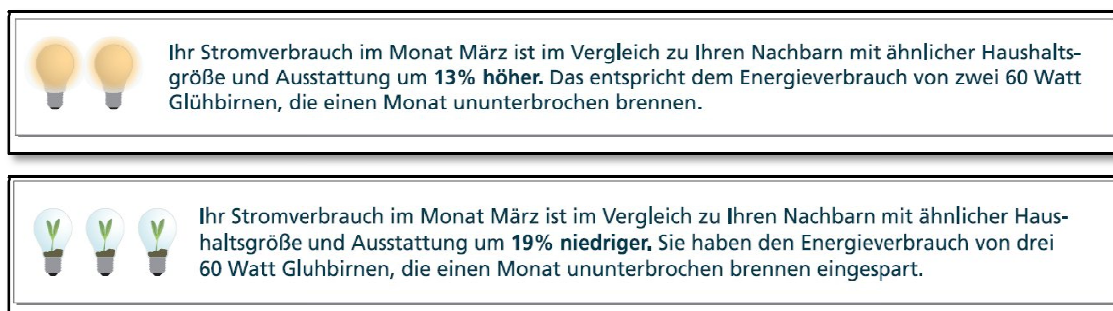 Ihr Stromverbrauch im Monat März ist im Vergleich zu Ihren Nachbarn mit ähnlicher Haushalts-
größe und Ausstattung um 13% höher. Das entspricht dem Energieverbrauch von zwei 60 Watt
Glühbirnen, die einen Monat ununterbrochen brennen.
Ihr Stromverbrauch im Monat März ist im Vergleich zu Ihren Nachbarn mit ähnlicher Haus-
haltsgröße und Ausstattung um 19% niedriger. Sie haben den Energieverbrauch von drei
60 Watt Gluhbirnen, die einen Monat ununterbrochen brennen eingespart.